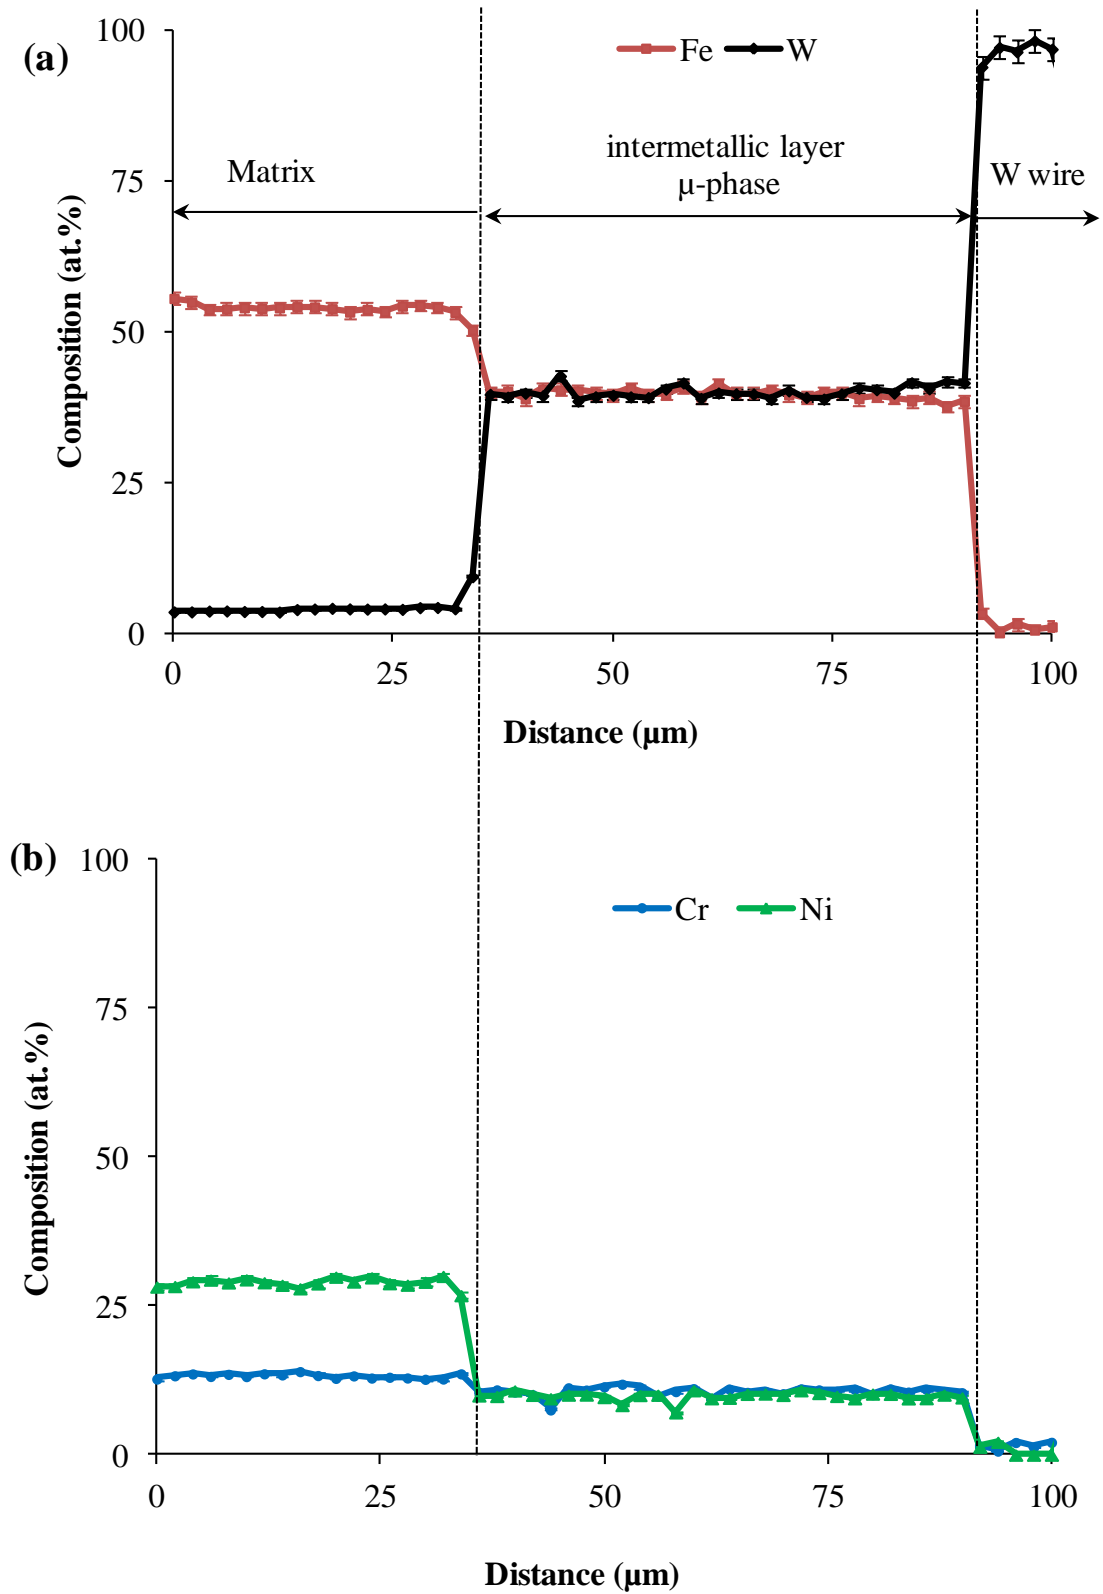 (a)
100
75
50
25
0
Composition (at.%)
Fe W
Matrix
intermetallic layer
μ-phase
W wire
0 25 50 75 100
Distance (μm)
(b)
100
75
50
25
0
Composition (at.%)
Cr Ni
0 25 50 75 100
Distance (μm)